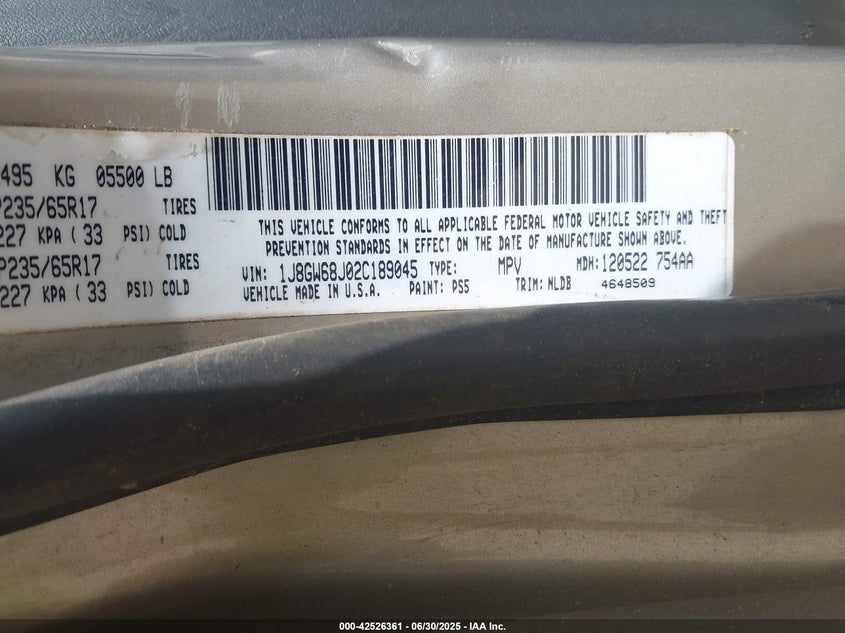 495 KG 05500 LB
P235/65R17 TIRES
227 KPA ( 33 PSI) COLD
P235/65R17 TIRES
227 KPA ( 33 PSI) COLD
THIS VEHICLE CONFORMS TO ALL APPLICABLE FEDERAL MOTOR VEHICLE SAFETY AND THEFT
PREVENTION STANDARDS IN EFFECT ON THE DATE OF MANUFACTURE SHOWN ABOVE.
VIN: 1J8GW68J02C189045 TYPE: MPV MDH: 120522 754AA
VEHICLE MADE IN U.S.A. PAINT: PS5 TRIM: NLDB 4648509
000-42526361 - 06/30/2025 - IAA Inc.